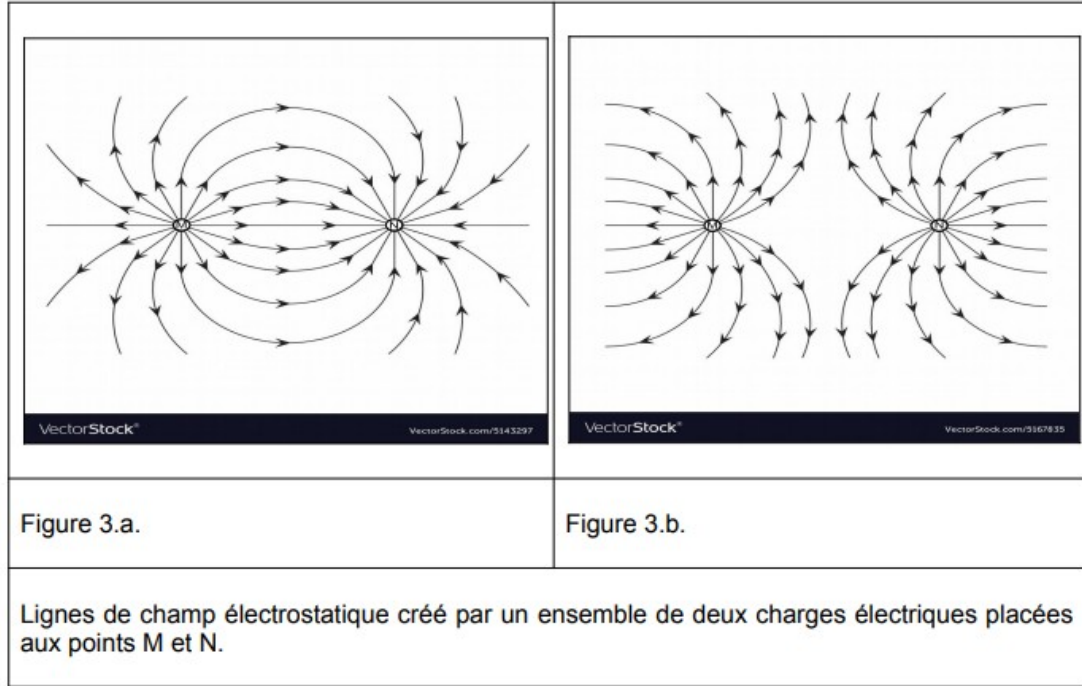 M
N
M
N
VectorStock®
VectorStock.com/5143297
VectorStock®
VectorStock.com/5167835
Figure 3.a.
Figure 3.b.
Lignes de champ électrostatique créé par un ensemble de deux charges électriques placées
aux points M et N.